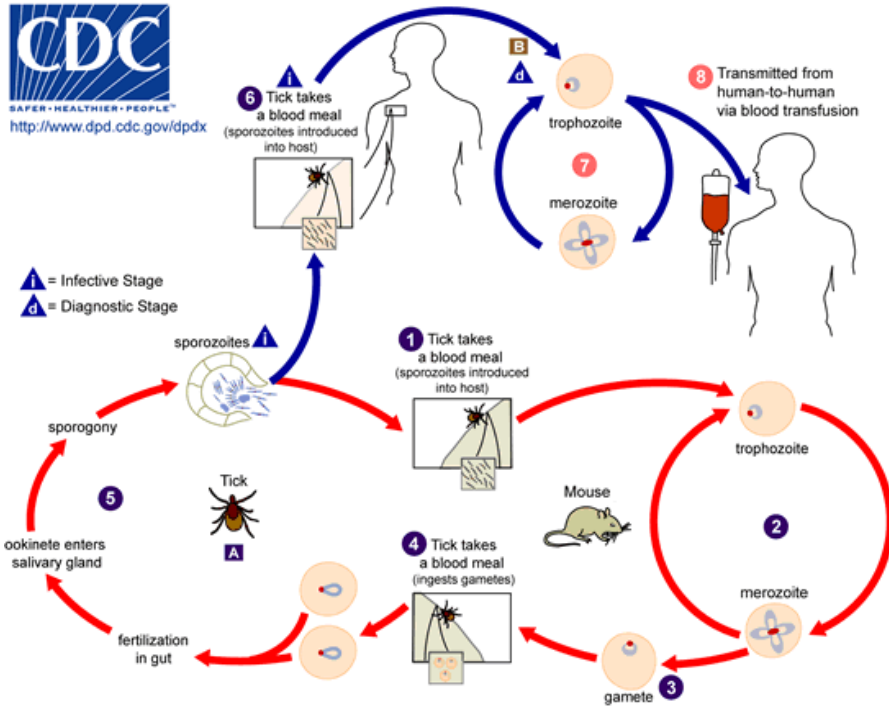 CDC
SAFER • HEALTHIER • PEOPLE™
http://www.dpd.cdc.gov/dpdx
i
6 Tick takes
a blood meal
(sporozoites introduced
into host)
B
d
trophozoite
7
merozoite
8 Transmitted from
human-to-human
via blood transfusion
i = Infective Stage
d = Diagnostic Stage
sporozoites i
1 Tick takes
a blood meal
(sporozoites introduced
into host)
trophozoite
sporogony
5
Tick
A
Mouse
2
ookinete enters
salivary gland
4 Tick takes
a blood meal
(ingests gametes)
merozoite
fertilization
in gut
gamete 3